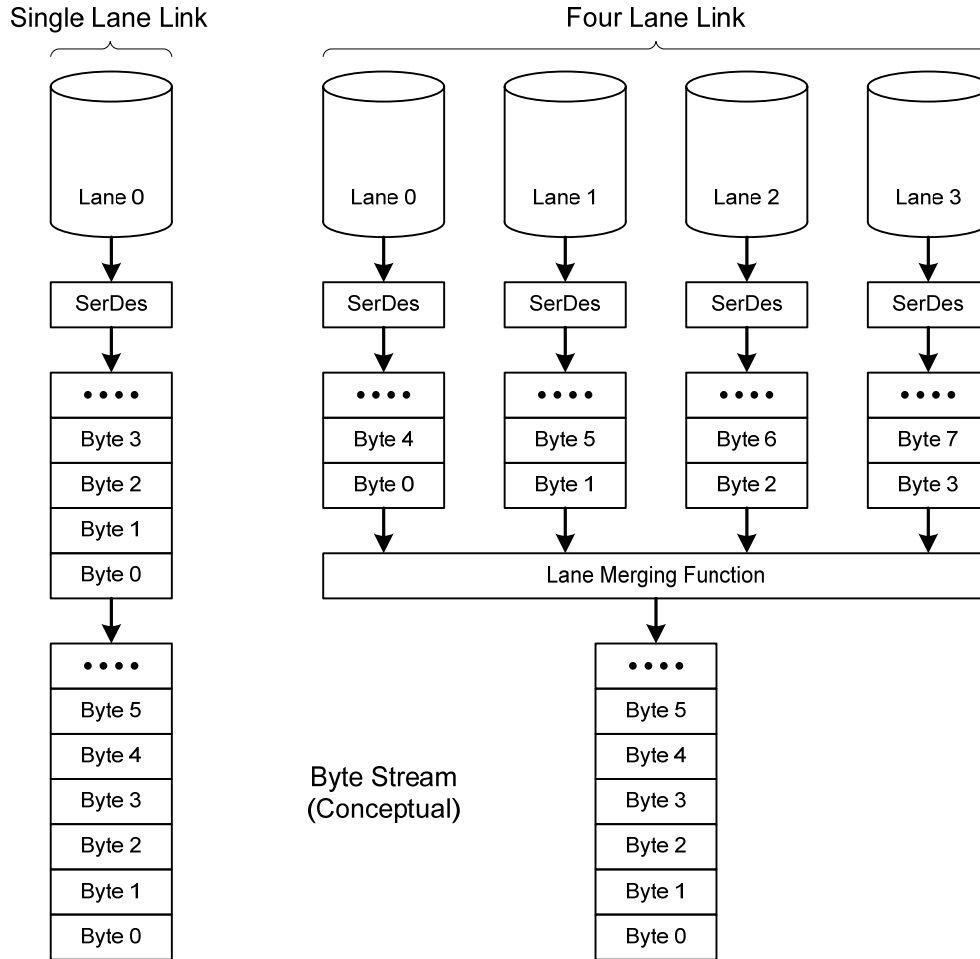 Single Lane Link
Four Lane Link
Lane 0
Lane 0
Lane 1
Lane 2
Lane 3
SerDes
SerDes
SerDes
SerDes
SerDes
••••
Byte 3
Byte 2
Byte 1
Byte 0
••••
Byte 4
Byte 0
••••
Byte 5
Byte 1
••••
Byte 6
Byte 2
••••
Byte 7
Byte 3
Lane Merging Function
••••
Byte 5
Byte 4
Byte 3
Byte 2
Byte 1
Byte 0
Byte Stream
(Conceptual)
••••
Byte 5
Byte 4
Byte 3
Byte 2
Byte 1
Byte 0